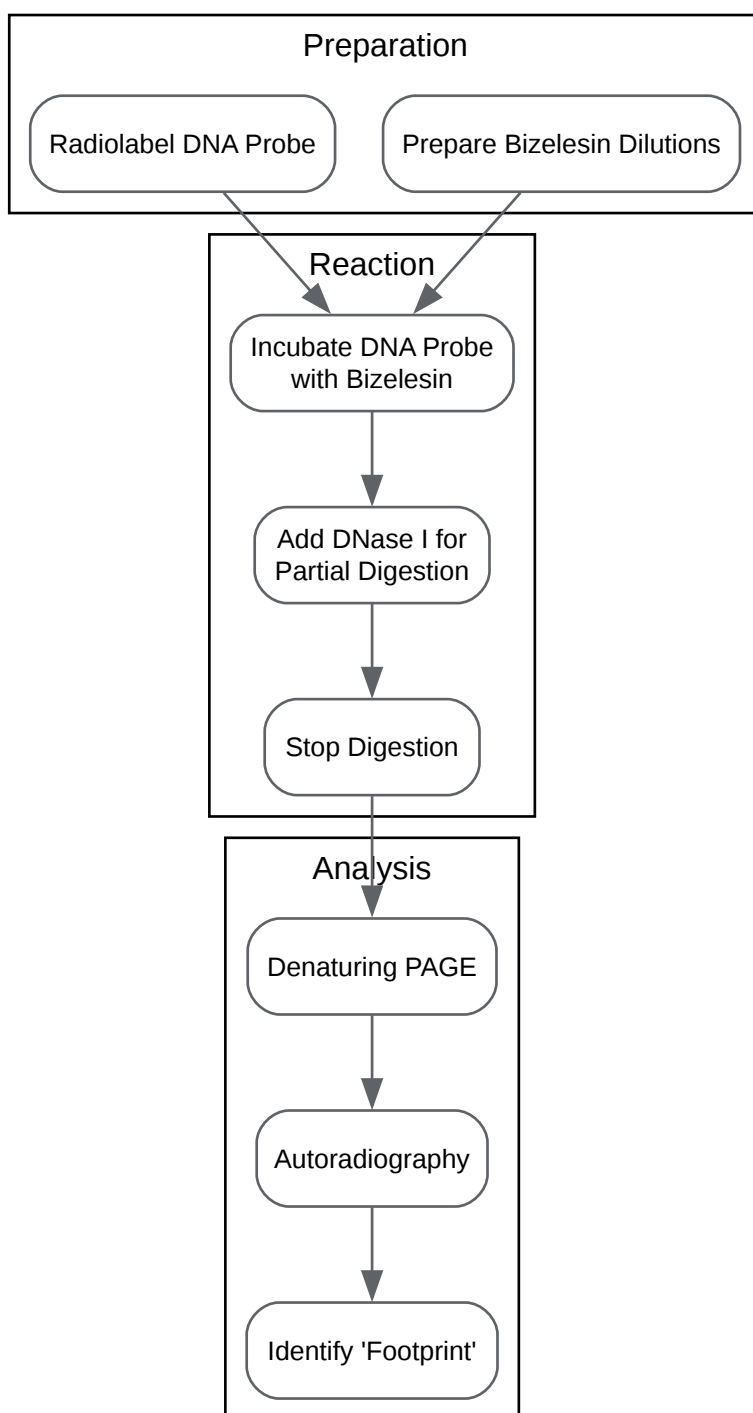 Preparation
Radiolabel DNA Probe
Prepare Bizelesin Dilutions
Reaction
Incubate DNA Probe
with Bizelesin
Add DNase I for
Partial Digestion
Stop Digestion
Analysis
Denaturing PAGE
Autoradiography
Identify 'Footprint'